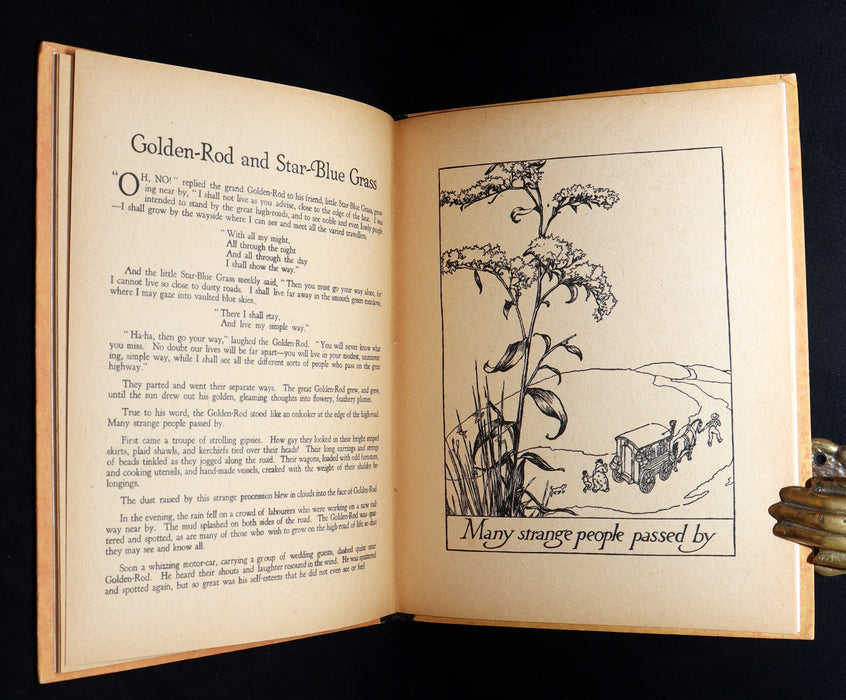 Golden-Rod and Star-Blue Grass
"OH, NO!" replied the grand Golden-Rod to his friend, little Star-Blue Grass, grow-
ing near by, "I shall not live as you advise, close to the edge of the lane. I was
intended to stand by the great high-roads, and to see noble and even lowly people
—I shall grow by the wayside where I can see and meet all the varied travellers.
"With all my might,
All through the night
And all through the day
I shall show the way."
And the little Star-Blue Grass meekly said, "Then you must go your way alone, for
I cannot live so close to dusty roads. I shall live far away in the smooth green meadows,
where I may gaze into vaulted blue skies.
"There I shall stay,
And live my simple way."
"Ha-ha, then go your way," laughed the Golden-Rod. "You will never know what
you miss. No doubt our lives will be far apart—you will live in your modest, uninterest-
ing, simple way, while I shall see all the different sorts of people who pass on the great
highway."
They parted and went their separate ways. The great Golden-Rod grew, and grew,
until the sun drew out his golden, gleaming thoughts into flowery, feathery plumes.
True to his word, the Golden-Rod stood like an onlooker at the edge of the high-road.
Many strange people passed by.
First came a troupe of strolling gipsies. How gay they looked in their bright striped
skirts, plaid shawls, and kerchiefs tied over their heads! Their long earrings and strings
of beads tinkled as they jogged along the road. Their wagons, loaded with odd furniture,
and cooking utensils, and hand-made vessels, creaked with the weight of their shabby be-
longings.
The dust raised by this strange procession blew in clouds into the face of Golden-Rod.
In the evening, the rain fell on a crowd of labourers who were working on a new rail-
way near by. The mud splashed on both sides of the road. The Golden-Rod was spat-
tered and spotted, as are many of those who wish to grow on the high-road of life so that
they may see and know all.
Soon a whizzing motor-car, carrying a group of wedding guests, dashed quite near
Golden-Rod. He heard their shouts and laughter resound in the wind. He was spattered
and spotted again, but so great was his self-esteem that he did not even see or feel
Many strange people passed by